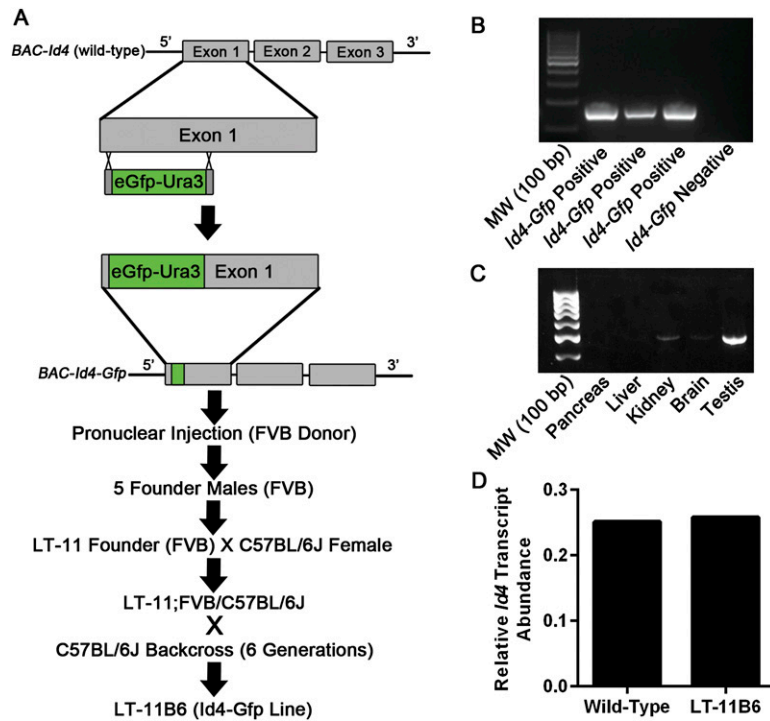 A
BAC-Id4 (wild-type)
5'
Exon 1
Exon 2
Exon 3
3'
Exon 1
eGfp-Ura3
eGfp-Ura3
Exon 1
BAC-Id4-Gfp
5'
3'
Pronuclear Injection (FVB Donor)
5 Founder Males (FVB)
LT-11 Founder (FVB) X C57BL/6J Female
LT-11;FVB/C57BL/6J
X
C57BL/6J Backcross (6 Generations)
LT-11B6 (Id4-Gfp Line)
B
MW (100 bp)
Id4-Gfp Positive
Id4-Gfp Positive
Id4-Gfp Positive
Id4-Gfp Negative
C
MW (100 bp)
Pancreas
Liver
Kidney
Brain
Testis
D
Relative Id4 Transcript
Abundance
0.3
0.2
0.1
0.0
Wild-Type
LT-11B6